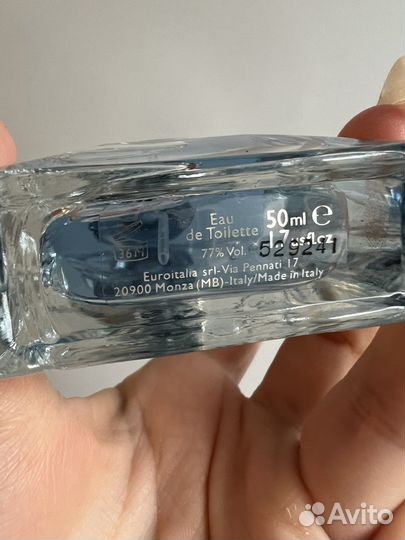 Eau
de Toilette
50ml ℮
1.7 US fl.oz
36M
77% Vol.
529241
Euroitalia srl-Via Pennati 17
20900 Monza (MB)-Italy/Made in Italy
Avito